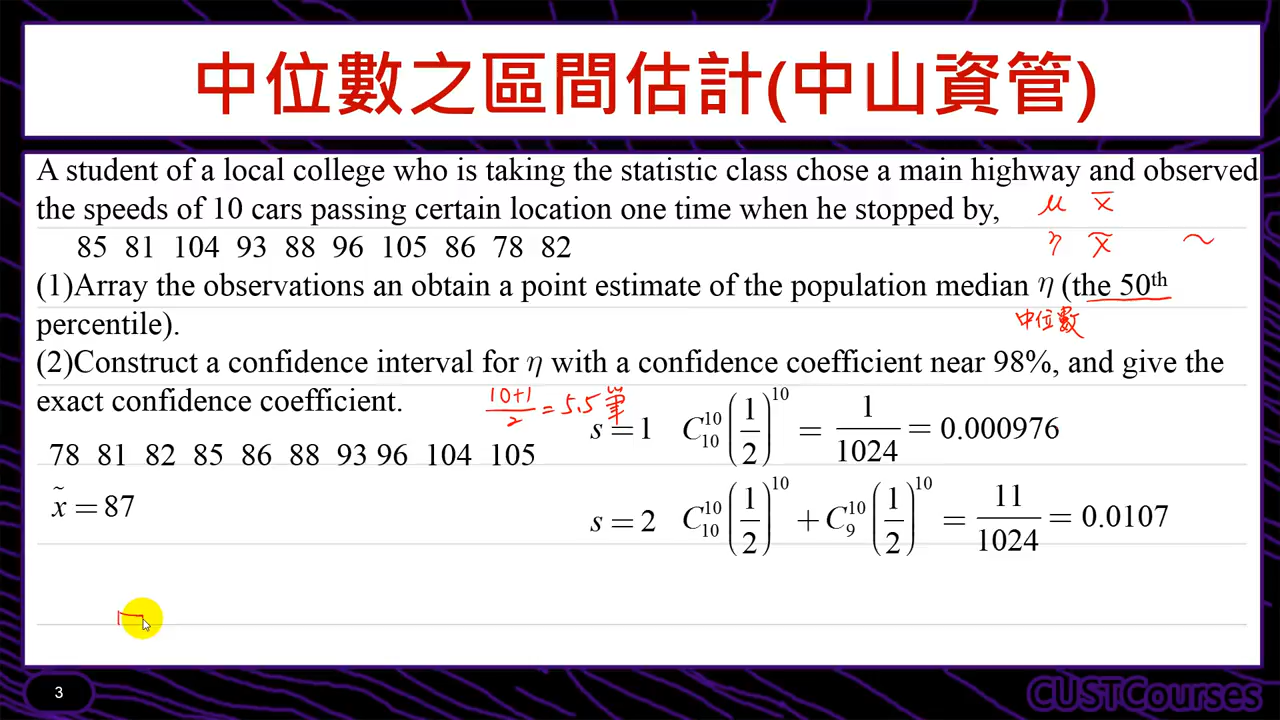 中位數之區間估計(中山資管)
A student of a local college who is taking the statistic class chose a main highway and observed
the speeds of 10 cars passing certain location one time when he stopped by,
μ x̅
85 81 104 93 88 96 105 86 78 82
η x̃ ~
(1)Array the observations an obtain a point estimate of the population median η (the 50th
percentile).
中位數
(2)Construct a confidence interval for η with a confidence coefficient near 98%, and give the
exact confidence coefficient.
(10+1)/2 = 5.5 筆
78 81 82 85 86 88 93 96 104 105
s = 1 C^10_10 (1/2)^10 = 1/1024 = 0.000976
x̃ = 87
s = 2 C^10_10 (1/2)^10 + C^10_9 (1/2)^10 = 11/1024 = 0.0107
3
CUSTCourses